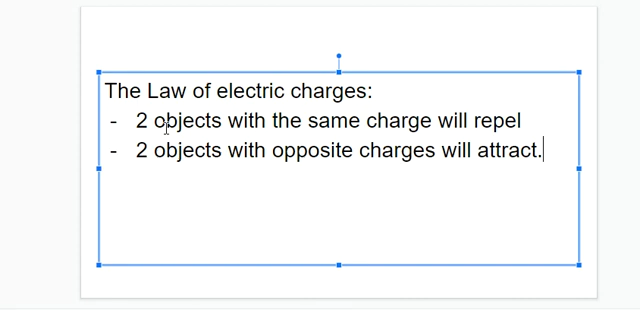 The Law of electric charges:
- 2 objects with the same charge will repel
- 2 objects with opposite charges will attract.